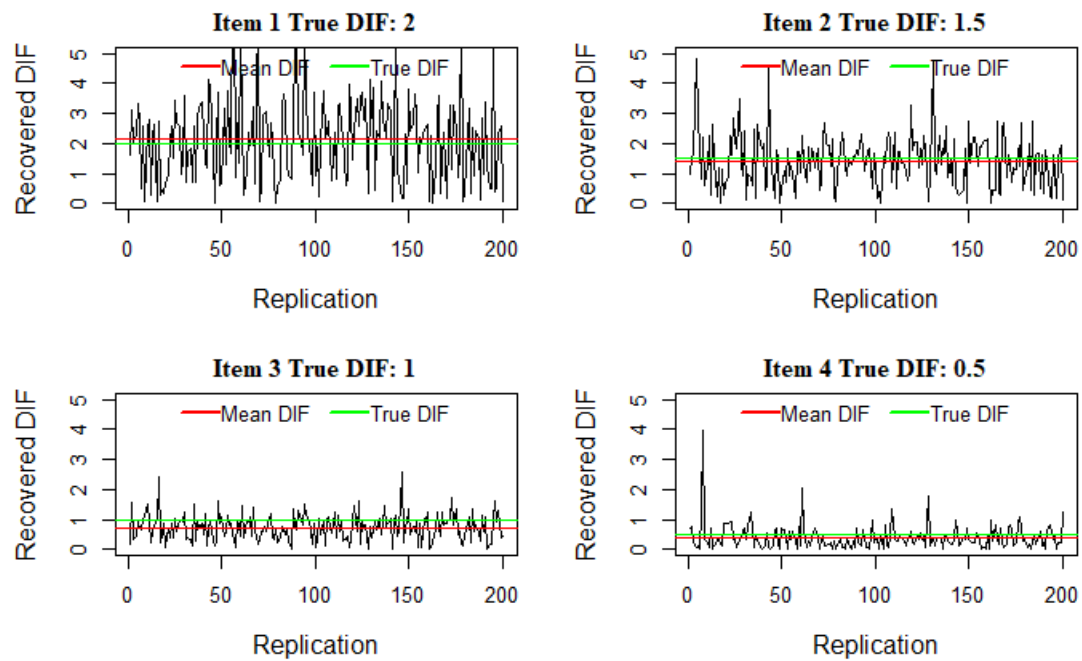 Item 1 True DIF: 2
Recovered DIF
5
4
3
2
1
0
Mean DIF
True DIF
0 50 100 150 200
Replication
Item 2 True DIF: 1.5
Recovered DIF
5
4
3
2
1
0
Mean DIF
True DIF
0 50 100 150 200
Replication
Item 3 True DIF: 1
Recovered DIF
5
4
3
2
1
0
Mean DIF
True DIF
0 50 100 150 200
Replication
Item 4 True DIF: 0.5
Recovered DIF
5
4
3
2
1
0
Mean DIF
True DIF
0 50 100 150 200
Replication